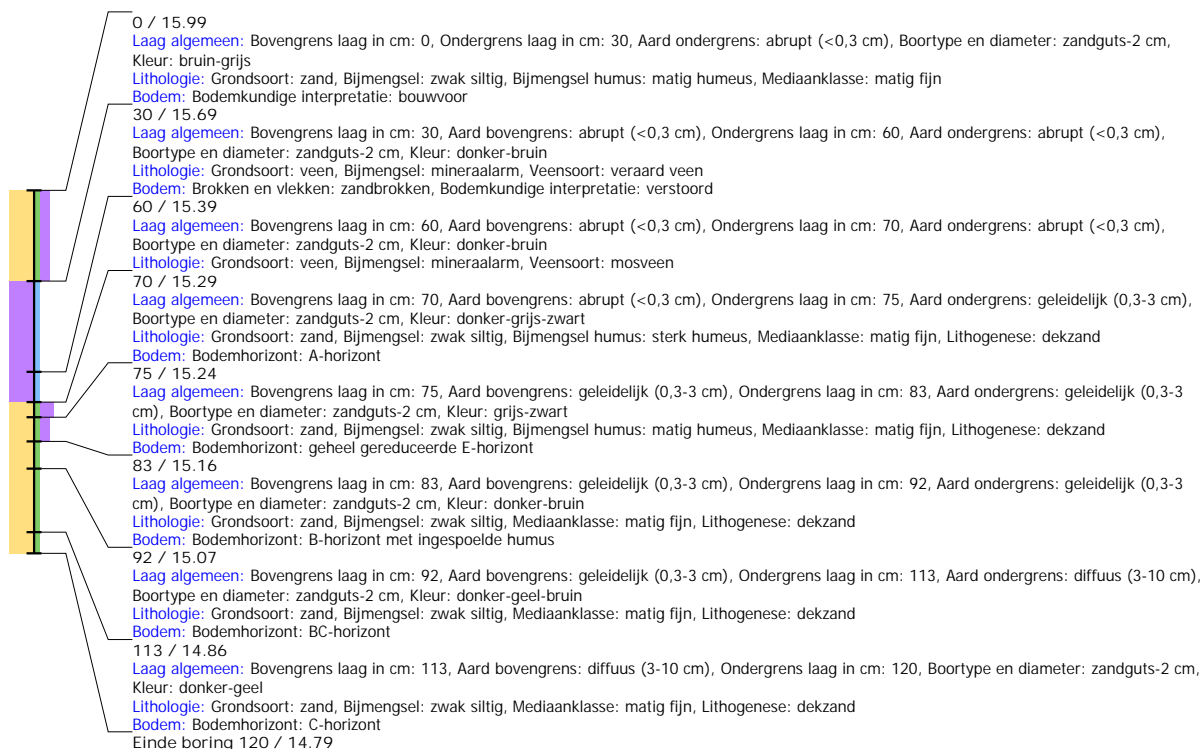 0 / 15.99
Laag algemeen: Bovengrens laag in cm: 0, Ondergrens laag in cm: 30, Aard ondergrens: abrupt (<0,3 cm), Boortype en diameter: zandguts-2 cm,
Kleur: bruin-grijs
Lithologie: Grondsoort: zand, Bijmengsel: zwak siltig, Bijmengsel humus: matig humeus, Mediaanklasse: matig fijn
Bodem: Bodemkundige interpretatie: bouwvoor
30 / 15.69
Laag algemeen: Bovengrens laag in cm: 30, Aard bovengrens: abrupt (<0,3 cm), Ondergrens laag in cm: 60, Aard ondergrens: abrupt (<0,3 cm),
Boortype en diameter: zandguts-2 cm, Kleur: donker-bruin
Lithologie: Grondsoort: veen, Bijmengsel: mineraalarm, Veensoort: veraard veen
Bodem: Brokken en vlekken: zandbrokken, Bodemkundige interpretatie: verstoord
60 / 15.39
Laag algemeen: Bovengrens laag in cm: 60, Aard bovengrens: abrupt (<0,3 cm), Ondergrens laag in cm: 70, Aard ondergrens: abrupt (<0,3 cm),
Boortype en diameter: zandguts-2 cm, Kleur: donker-bruin
Lithologie: Grondsoort: veen, Bijmengsel: mineraalarm, Veensoort: mosveen
70 / 15.29
Laag algemeen: Bovengrens laag in cm: 70, Aard bovengrens: abrupt (<0,3 cm), Ondergrens laag in cm: 75, Aard ondergrens: geleidelijk (0,3-3 cm),
Boortype en diameter: zandguts-2 cm, Kleur: donker-grijs-zwart
Lithologie: Grondsoort: zand, Bijmengsel: zwak siltig, Bijmengsel humus: sterk humeus, Mediaanklasse: matig fijn, Lithogenese: dekzand
Bodem: Bodemhorizont: A-horizont
75 / 15.24
Laag algemeen: Bovengrens laag in cm: 75, Aard bovengrens: geleidelijk (0,3-3 cm), Ondergrens laag in cm: 83, Aard ondergrens: geleidelijk (0,3-3
cm), Boortype en diameter: zandguts-2 cm, Kleur: grijs-zwart
Lithologie: Grondsoort: zand, Bijmengsel: zwak siltig, Bijmengsel humus: matig humeus, Mediaanklasse: matig fijn, Lithogenese: dekzand
Bodem: Bodemhorizont: geheel gereduceerde E-horizont
83 / 15.16
Laag algemeen: Bovengrens laag in cm: 83, Aard bovengrens: geleidelijk (0,3-3 cm), Ondergrens laag in cm: 92, Aard ondergrens: geleidelijk (0,3-3
cm), Boortype en diameter: zandguts-2 cm, Kleur: donker-bruin
Lithologie: Grondsoort: zand, Bijmengsel: zwak siltig, Mediaanklasse: matig fijn, Lithogenese: dekzand
Bodem: Bodemhorizont: B-horizont met ingespoelde humus
92 / 15.07
Laag algemeen: Bovengrens laag in cm: 92, Aard bovengrens: geleidelijk (0,3-3 cm), Ondergrens laag in cm: 113, Aard ondergrens: diffuus (3-10 cm),
Boortype en diameter: zandguts-2 cm, Kleur: donker-geel-bruin
Lithologie: Grondsoort: zand, Bijmengsel: zwak siltig, Mediaanklasse: matig fijn, Lithogenese: dekzand
Bodem: Bodemhorizont: BC-horizont
113 / 14.86
Laag algemeen: Bovengrens laag in cm: 113, Aard bovengrens: diffuus (3-10 cm), Ondergrens laag in cm: 120, Boortype en diameter: zandguts-2 cm,
Kleur: donker-geel
Lithologie: Grondsoort: zand, Bijmengsel: zwak siltig, Mediaanklasse: matig fijn, Lithogenese: dekzand
Bodem: Bodemhorizont: C-horizont
Einde boring 120 / 14.79